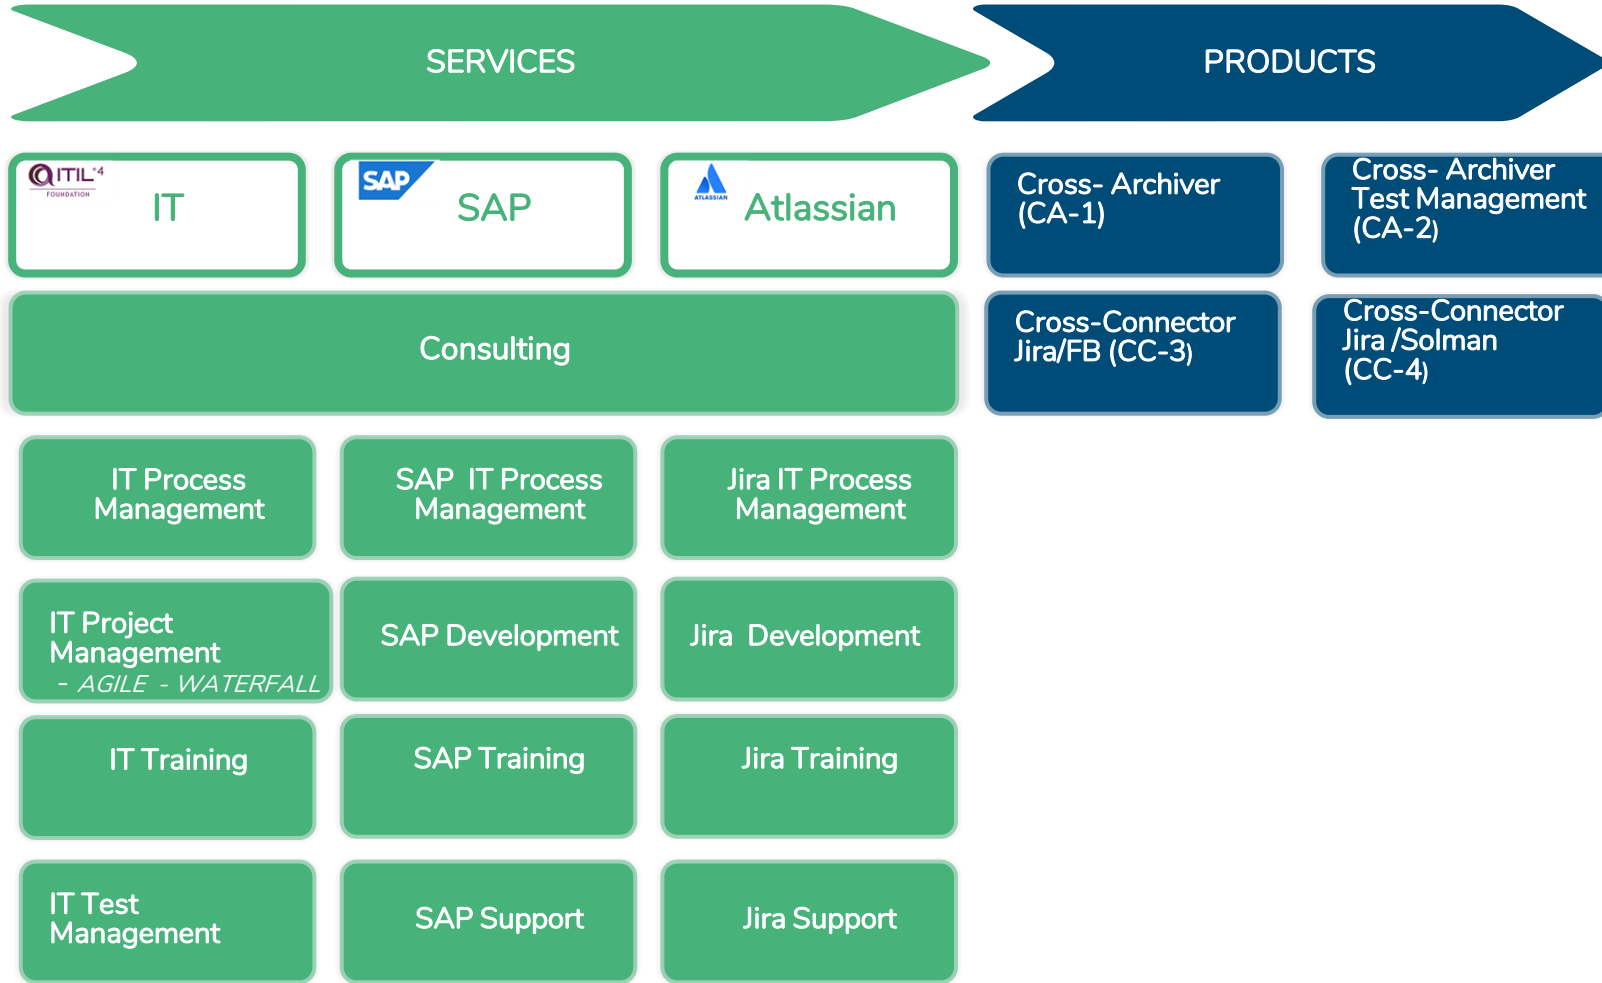 SERVICES
PRODUCTS
ITIL®4
FOUNDATION
IT
SAP
SAP
ATLASSIAN
Atlassian
Cross- Archiver
(CA-1)
Cross- Archiver
Test Management
(CA-2)
Consulting
Cross-Connector
Jira/FB (CC-3)
Cross-Connector
Jira /Solman
(CC-4)
IT Process
Management
SAP  IT Process
Management
Jira IT Process
Management
IT Project
Management
- AGILE  - WATERFALL
SAP Development
Jira  Development
IT Training
SAP Training
Jira Training
IT Test
Management
SAP Support
Jira Support